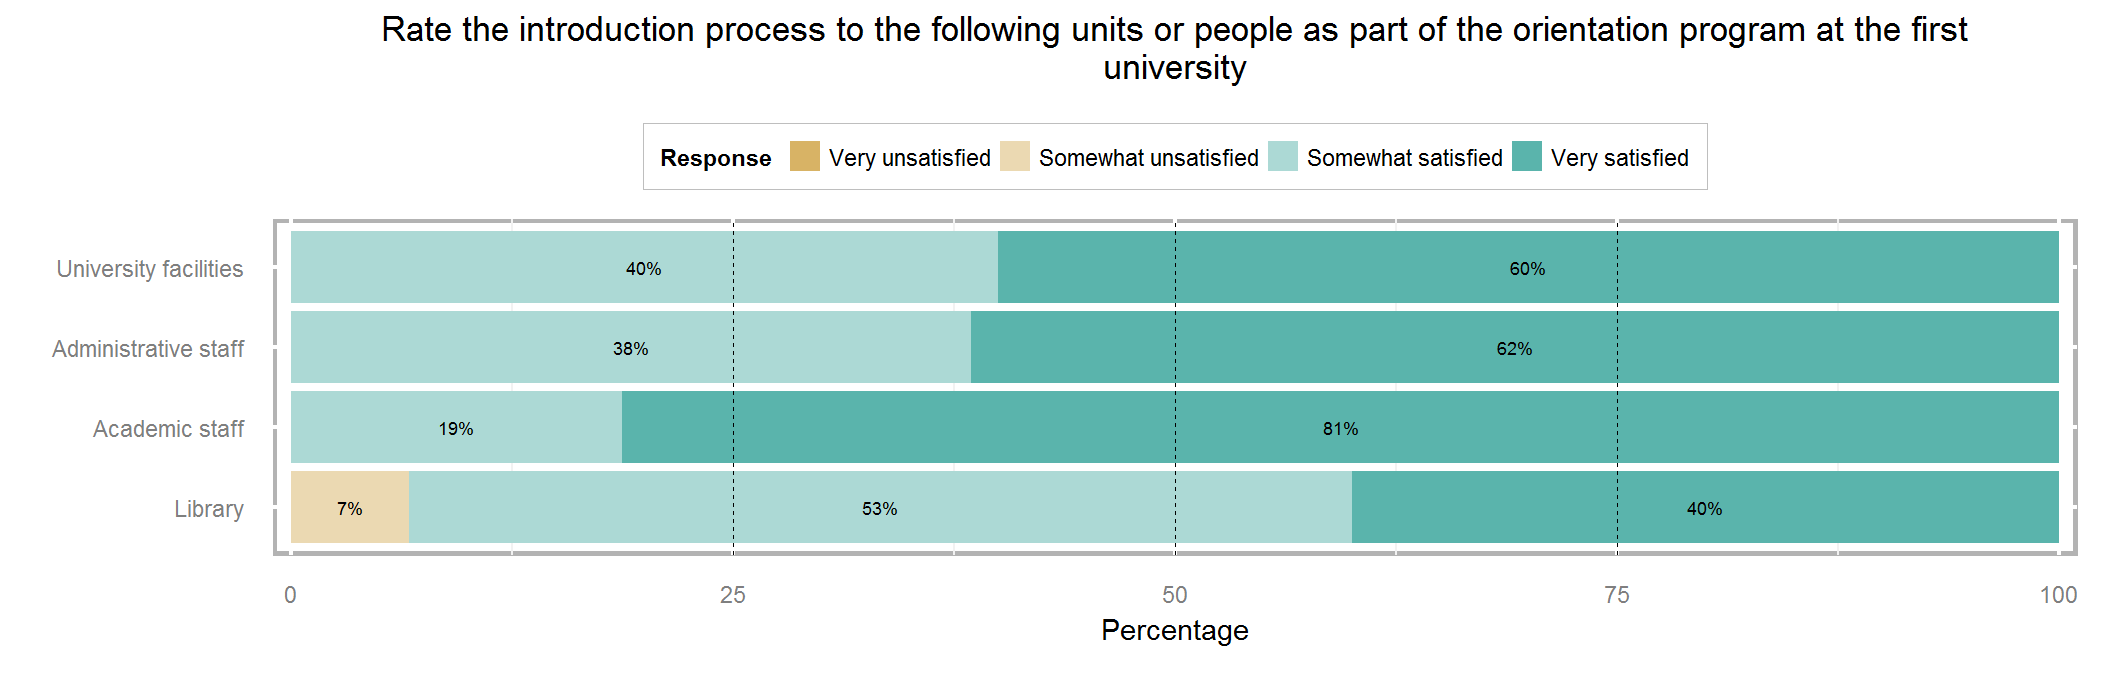 Rate the introduction process to the following units or people as part of the orientation program at the first
university
Response Very unsatisfied Somewhat unsatisfied Somewhat satisfied Very satisfied
University facilities 40% 60%
Administrative staff 38% 62%
Academic staff 19% 81%
Library 7% 53% 40%
0 25 50 75 100
Percentage